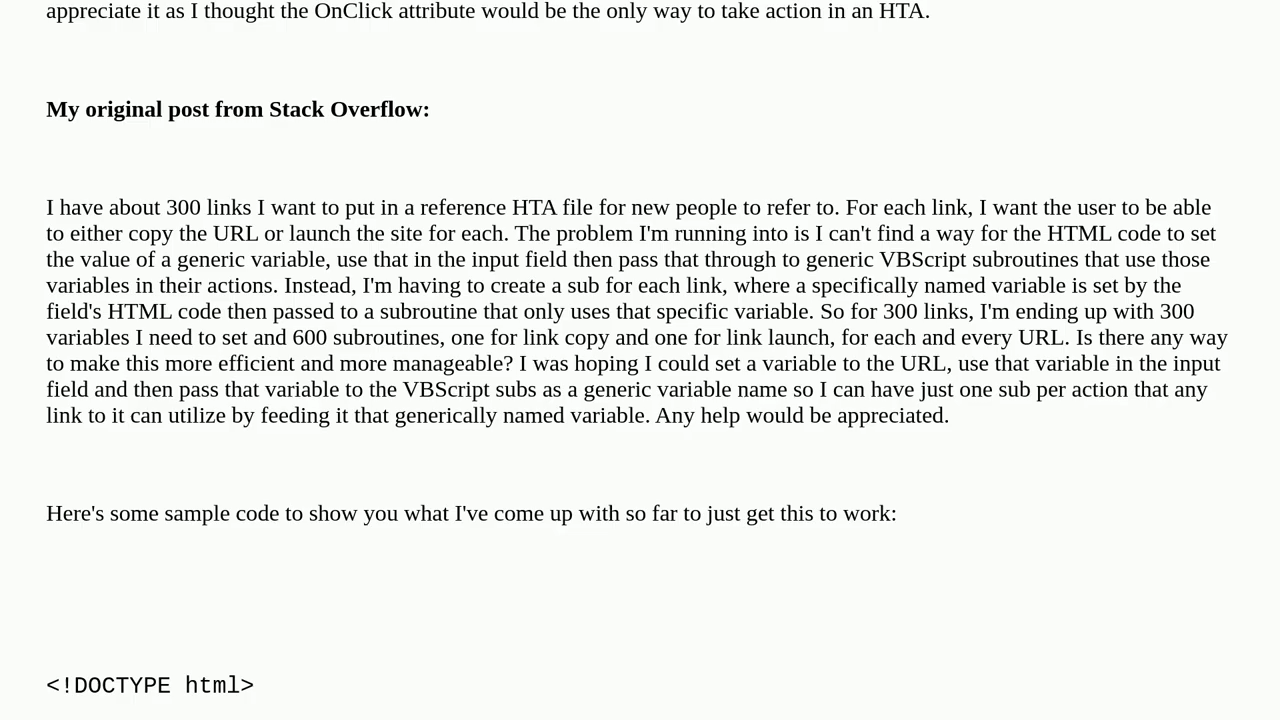 appreciate it as I thought the OnClick attribute would be the only way to take action in an HTA.
My original post from Stack Overflow:
I have about 300 links I want to put in a reference HTA file for new people to refer to. For each link, I want the user to be able
to either copy the URL or launch the site for each. The problem I'm running into is I can't find a way for the HTML code to set
the value of a generic variable, use that in the input field then pass that through to generic VBScript subroutines that use those
variables in their actions. Instead, I'm having to create a sub for each link, where a specifically named variable is set by the
field's HTML code then passed to a subroutine that only uses that specific variable. So for 300 links, I'm ending up with 300
variables I need to set and 600 subroutines, one for link copy and one for link launch, for each and every URL. Is there any way
to make this more efficient and more manageable? I was hoping I could set a variable to the URL, use that variable in the input
field and then pass that variable to the VBScript subs as a generic variable name so I can have just one sub per action that any
link to it can utilize by feeding it that generically named variable. Any help would be appreciated.
Here's some sample code to show you what I've come up with so far to just get this to work:
<!DOCTYPE html>